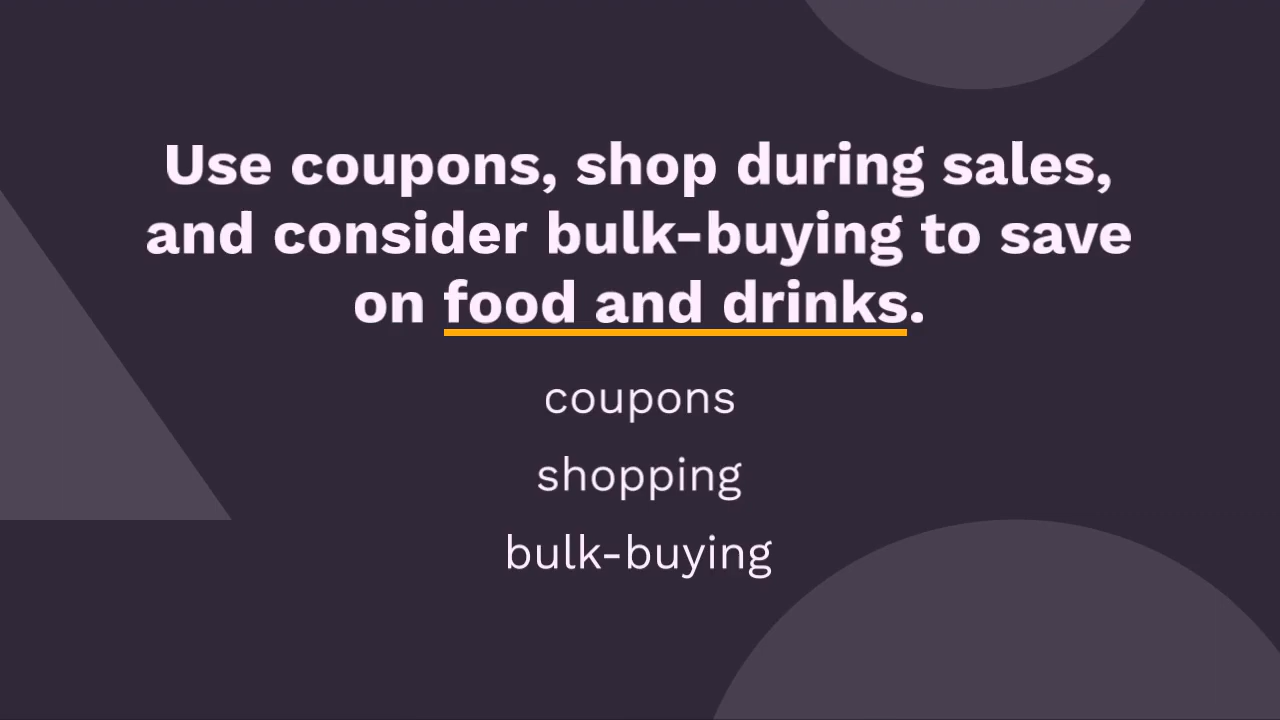 Use coupons, shop during sales,
and consider bulk-buying to save
on food and drinks.
coupons
shopping
bulk-buying